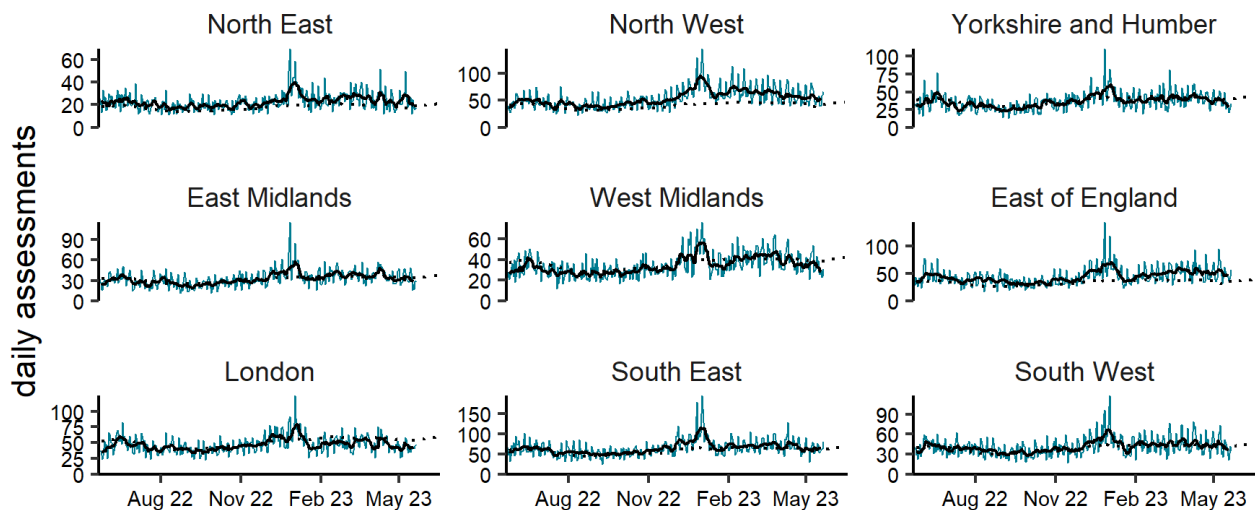 daily assessments
North East
60
40
20
0
North West
100
50
0
Yorkshire and Humber
100
75
50
25
0
East Midlands
90
60
30
0
West Midlands
60
40
20
0
East of England
100
50
0
London
100
75
50
25
0
Aug 22 Nov 22 Feb 23 May 23
South East
150
100
50
0
Aug 22 Nov 22 Feb 23 May 23
South West
90
60
30
0
Aug 22 Nov 22 Feb 23 May 23